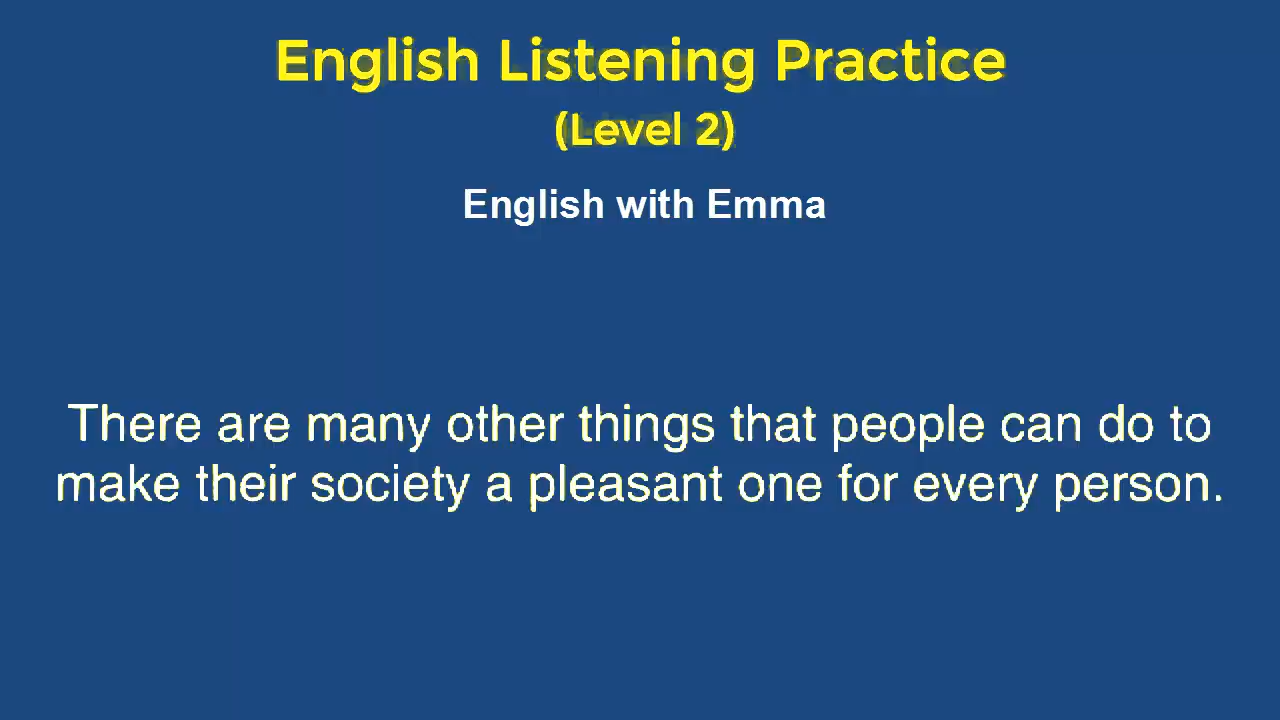 English Listening Practice
(Level 2)
English with Emma
There are many other things that people can do to
make their society a pleasant one for every person.